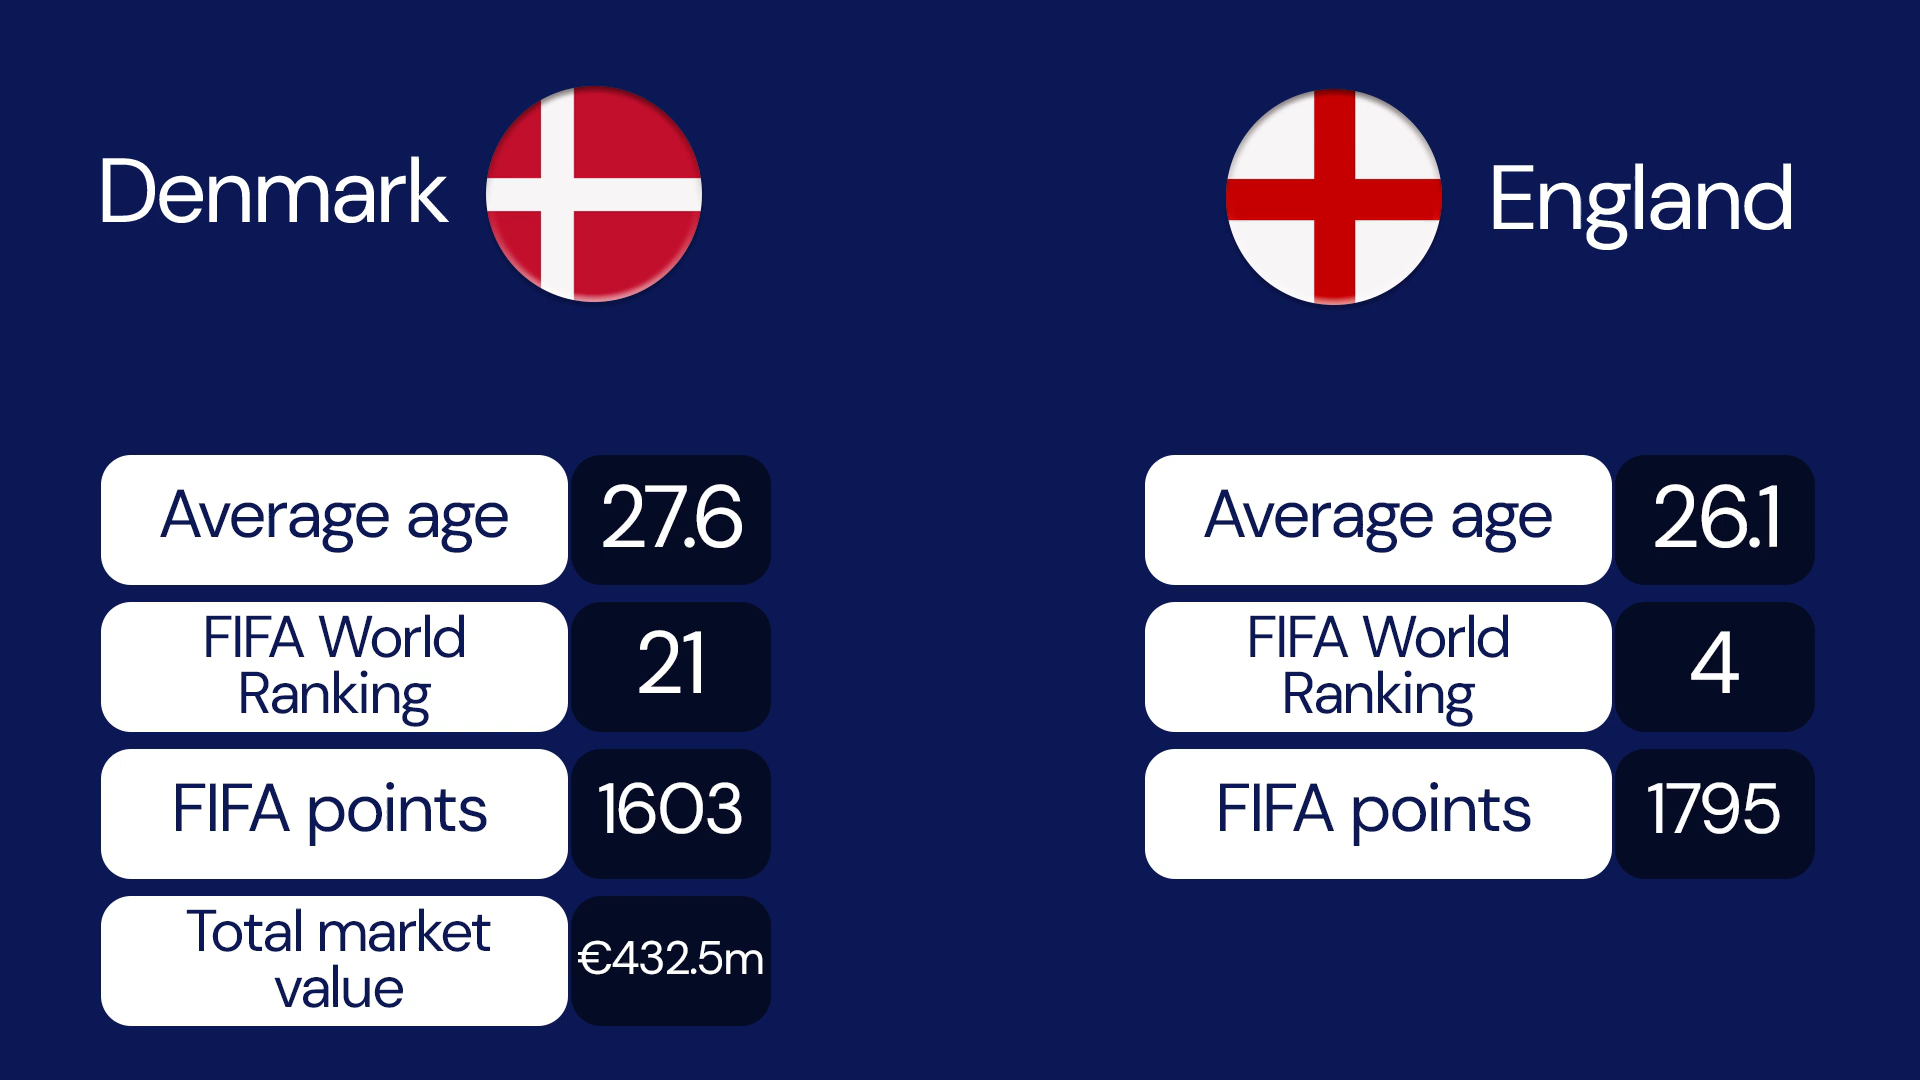 Denmark
England
Average age
27.6
FIFA World
Ranking
21
FIFA points
1603
Total market
value
€432.5m
Average age
26.1
FIFA World
Ranking
4
FIFA points
1795